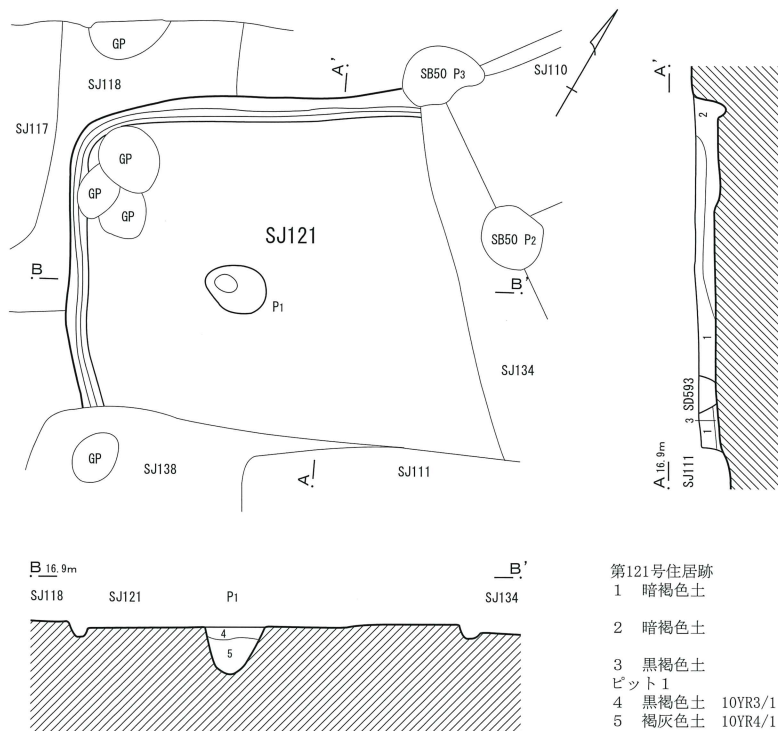 GP
SJ118
SJ117
A'
SB50 P3
SJ110
GP
GP
GP
SJ121
SB50 P2
B
B'
P1
SJ134
GP
SJ138
A
SJ111
A'
2
1
SD593
3
1
A 16.9m
SJ111
B 16.9m
B'
SJ118 SJ121 P1 SJ134
4
5
第121号住居跡
1 暗褐色土
2 暗褐色土
3 黒褐色土
ピット1
4 黒褐色土 10YR3/1
5 褐灰色土 10YR4/1